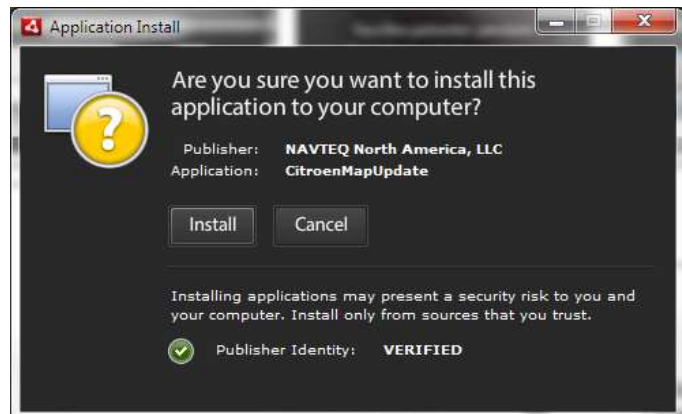 Application Install
Are you sure you want to install this
application to your computer?
Publisher: NAVTEQ North America, LLC
Application: CitroenMapUpdate
Install Cancel
Installing applications may present a security risk to you and
your computer. Install only from sources that you trust.
Publisher Identity: VERIFIED